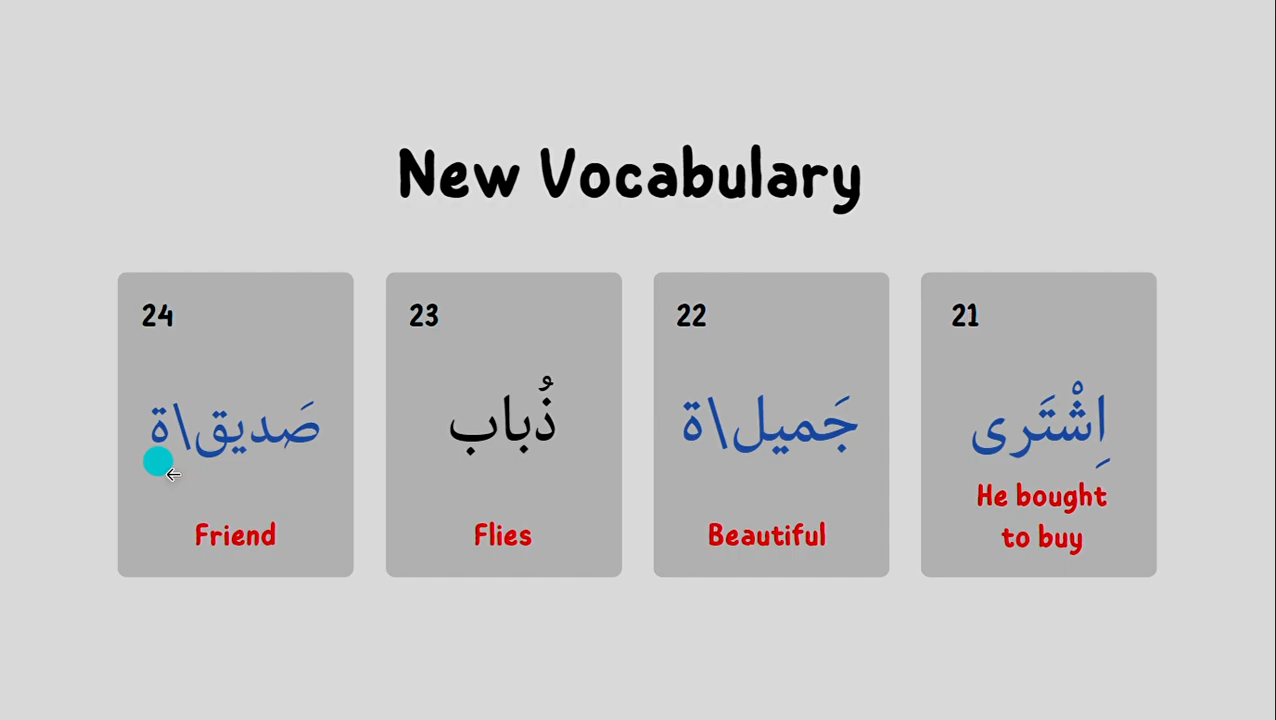 New Vocabulary
21
اِشْتَرى
He bought
to buy
22
جَميل\ة
Beautiful
23
ذُباب
Flies
24
صَديق\ة
Friend